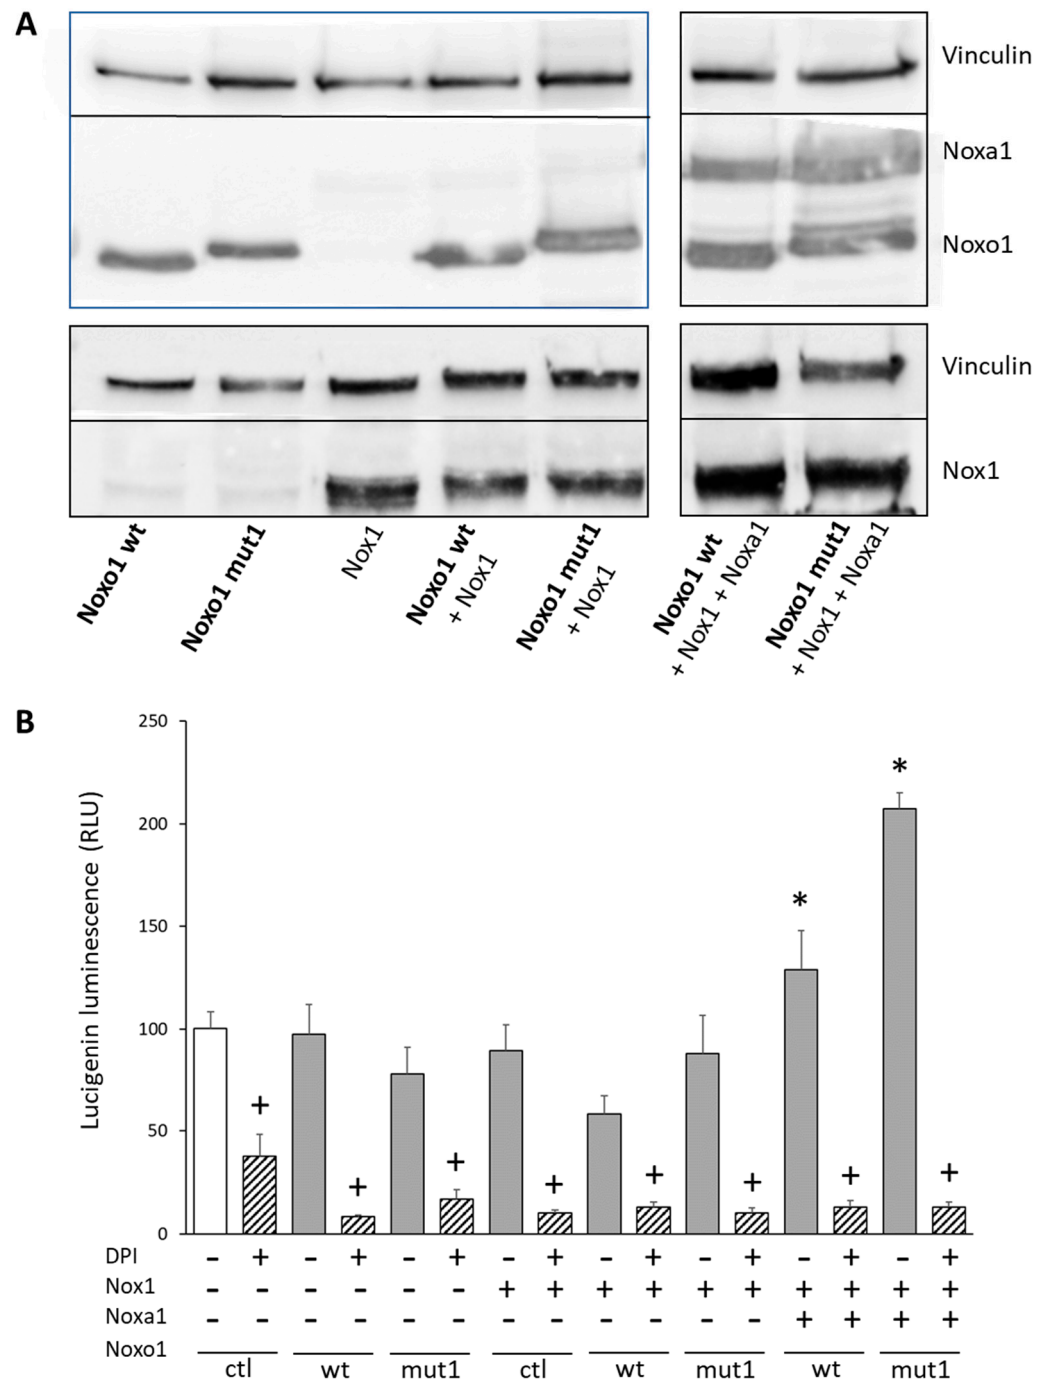 A
Vinculin
Noxa1
Noxo1
Vinculin
Nox1
Noxo1 wt
Noxo1 mut1
Nox1
Noxo1 wt
+ Nox1
Noxo1 mut1
+ Nox1
Noxo1 wt
+ Nox1 + Noxa1
Noxo1 mut1
+ Nox1 + Noxa1
B
Lucigenin luminescence (RLU)
250
200
150
100
50
0
+ + + + + + * + * +
DPI - + - + - + - + - + - + - + - +
Nox1 - - - - - - + + + + + + + + + +
Noxa1 - - - - - - - - - - - - + + + +
Noxo1
ctl wt mut1 ctl wt mut1 wt mut1